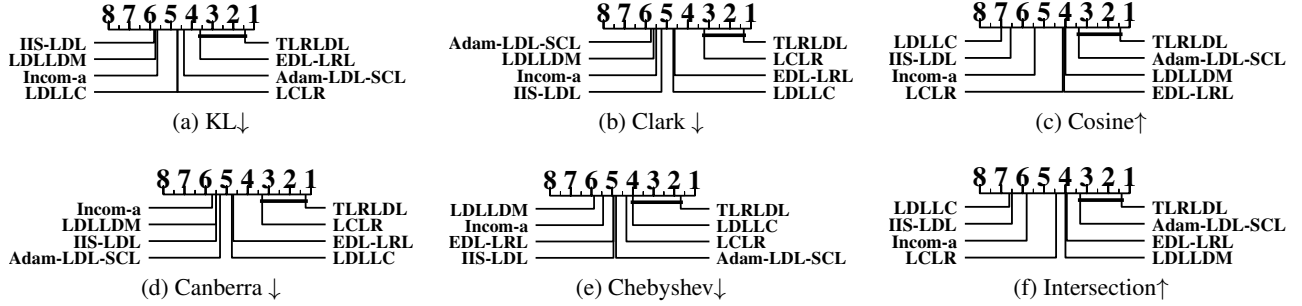 8 7 6 5 4 3 2 1
IIS-LDL
LDLLDM
Incom-a
LDLLC
TLRLDL
EDL-LRL
Adam-LDL-SCL
LCLR
(a) KL↓
8 7 6 5 4 3 2 1
Adam-LDL-SCL
LDLLDM
Incom-a
IIS-LDL
TLRLDL
LCLR
EDL-LRL
LDLLC
(b) Clark ↓
8 7 6 5 4 3 2 1
LDLLC
IIS-LDL
Incom-a
LCLR
TLRLDL
Adam-LDL-SCL
LDLLDM
EDL-LRL
(c) Cosine↑
8 7 6 5 4 3 2 1
Incom-a
LDLLDM
IIS-LDL
Adam-LDL-SCL
TLRLDL
LCLR
EDL-LRL
LDLLC
(d) Canberra ↓
8 7 6 5 4 3 2 1
LDLLDM
Incom-a
EDL-LRL
IIS-LDL
TLRLDL
LDLLC
LCLR
Adam-LDL-SCL
(e) Chebyshev↓
8 7 6 5 4 3 2 1
LDLLC
IIS-LDL
Incom-a
LCLR
TLRLDL
Adam-LDL-SCL
EDL-LRL
LDLLDM
(f) Intersection↑